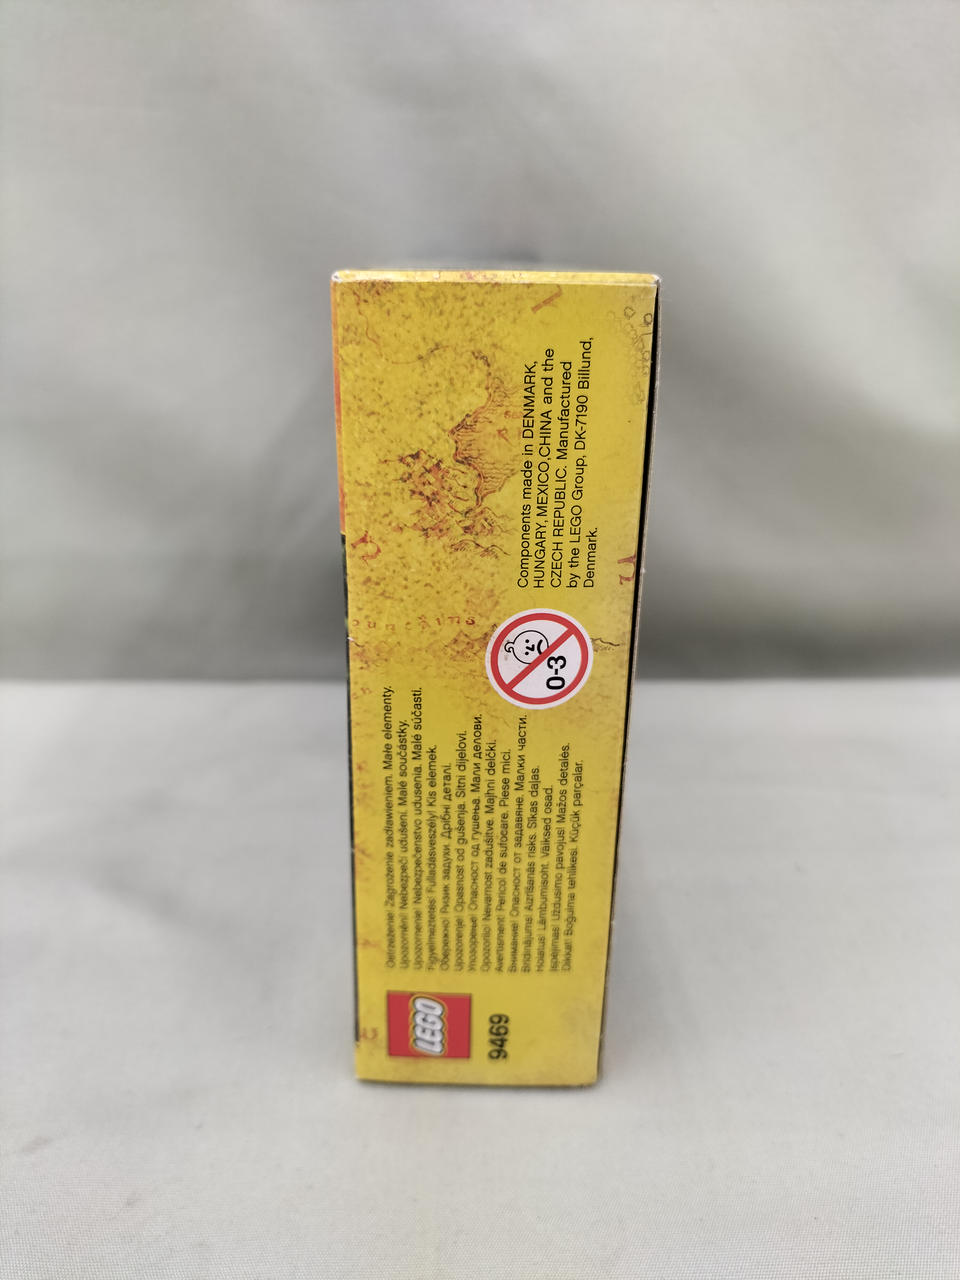 LEGO
9469
Ostrzeżenie! Zagrożenie zadławieniem. Małe elementy.
Upozornění! Nebezpečí udušení. Malé součástky.
Upozornenie! Nebezpečenstvo udusenia. Malé súčasti.
Figyelmeztetés! Fulladásveszély! Kis elemek.
Обережно! Ризик задухи. Дрібні деталі.
Upozorenje! Opasnost od gušenja. Sitni dijelovi.
Упозорење! Опасност од гушења. Мали делови.
Opozorilo! Nevarnost zadušitve. Majhni delčki.
Avertisment! Pericol de sufocare. Piese mici.
Внимание! Опасност от задавяне. Малки части.
Brīdinājums! Aizrīšanās risks. Sīkas daļas.
Hoiatus! Lämbumisoht. Väiksed osad.
Įspėjimas! Uždusimo pavojus! Mažos detalės.
Dikkat! Boğulma tehlikesi. Küçük parçalar.
0-3
Components made in DENMARK,
HUNGARY, MEXICO,CHINA and the
CZECH REPUBLIC. Manufactured
by the LEGO Group, DK-7190 Billund,
Denmark.